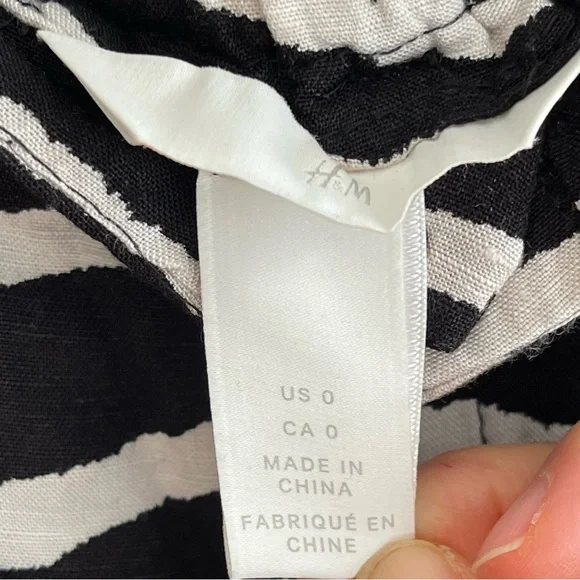 H&M
US 0
CA 0
MADE IN
CHINA
FABRIQUÉ EN
CHINE